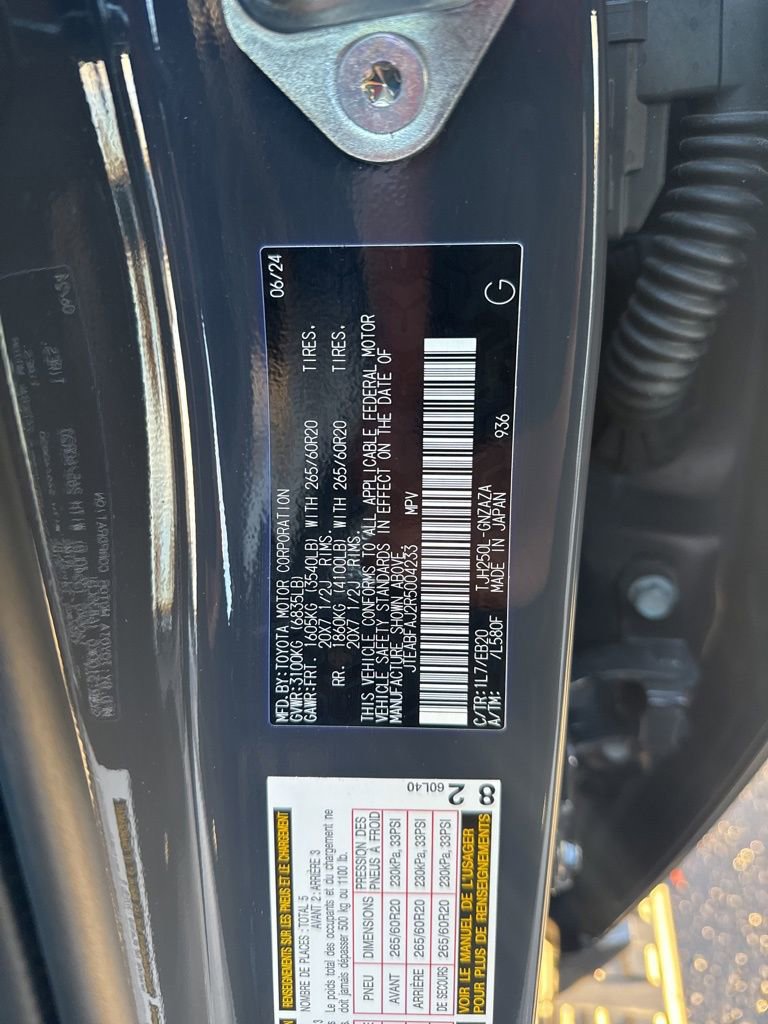 06/24
MFD.BY:TOYOTA MOTOR CORPORATION
GVWR:3100KG (6835LB)
GAWR:FRT. 1605KG (3540LB) WITH 265/60R20 TIRES,
20X7 1/2J RIMS.
RR. 1860KG (4100LB) WITH 265/60R20 TIRES,
20X7 1/2J RIMS.
THIS VEHICLE CONFORMS TO ALL APPLICABLE FEDERAL MOTOR
VEHICLE SAFETY STANDARDS IN EFFECT ON THE DATE OF
MANUFACTURE SHOWN ABOVE.
JTEABFAJ2R5004233 MPV
C/TR:1L7/EB20 TJH250L-GNZAZA
A/TM: /L580F MADE IN JAPAN 936
G
RENSEIGNEMENTS SUR LES PNEUS ET LE CHARGEMENT
NOMBRE DE PLACES : TOTAL 5
AVANT 2 : ARRIÈRE 3
Le poids total des occupants et du chargement ne
doit jamais dépasser 500 kg ou 1100 lb.
PNEU DIMENSIONS PRESSION DES PNEUS À FROID
AVANT 265/60R20 230kPa, 33PSI
ARRIÈRE 265/60R20 230kPa, 33PSI
DE SECOURS 265/60R20 230kPa, 33PSI
VOIR LE MANUEL DE L'USAGER
POUR PLUS DE RENSEIGNEMENTS
60L40